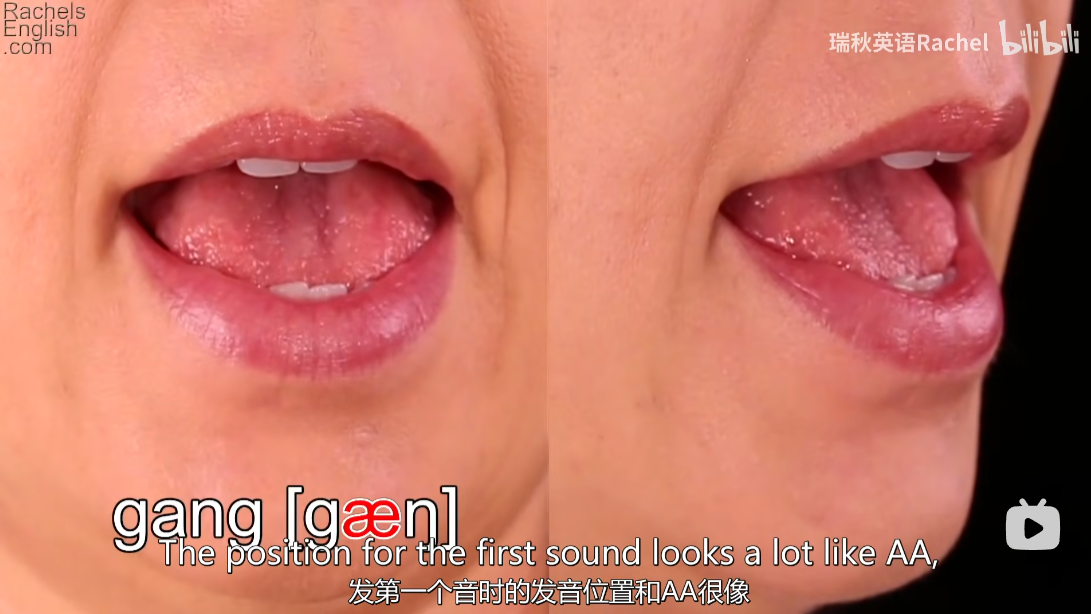 Rachels
English
.com
瑞秋英语Rachel bilibili
gang [gæŋ]
The position for the first sound looks a lot like AA,
发第一个音时的发音位置和AA很像